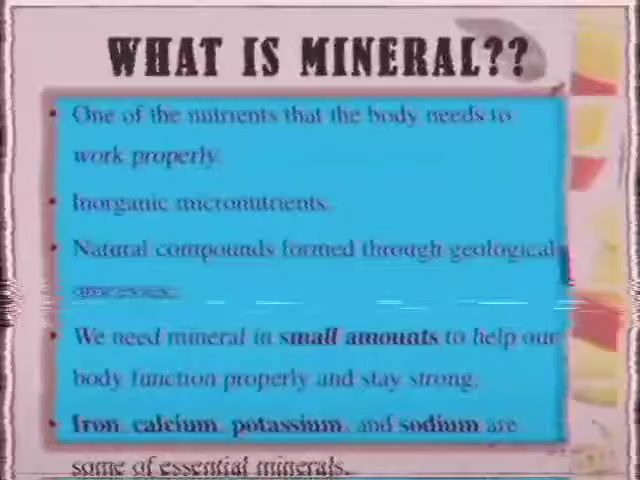 WHAT IS MINERAL??
• One of the nutrients that the body needs to
work properly.
• Inorganic micronutrients.
• Natural compounds formed through geological
processes.
• We need mineral in small amounts to help our
body function properly and stay strong.
• Iron, calcium, potassium, and sodium are
some of essential minerals.